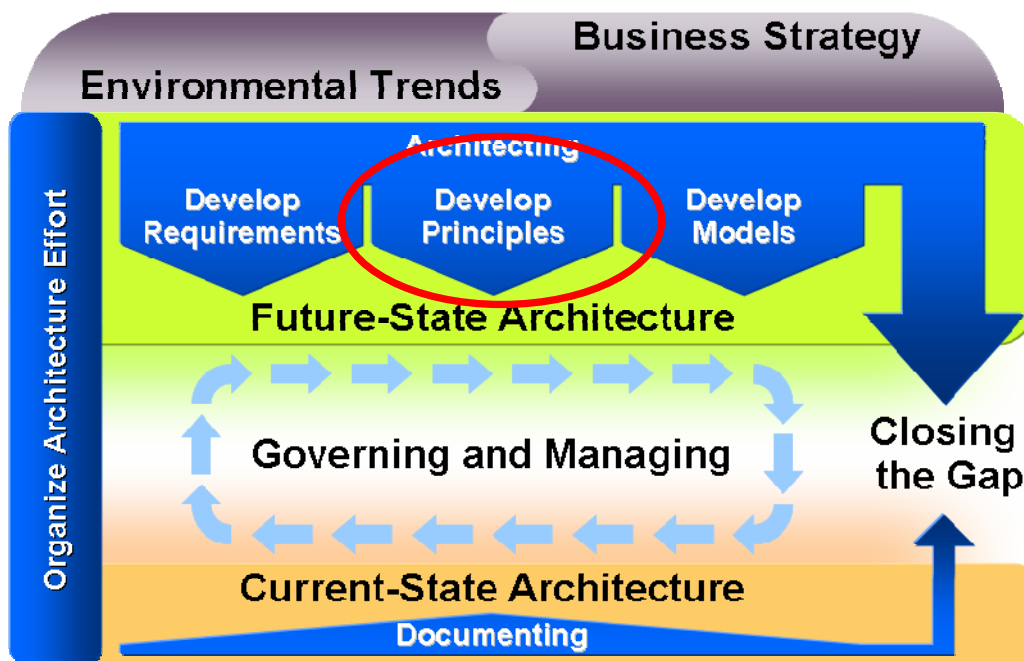 Business Strategy
Environmental Trends
Organize Architecture Effort
Architecting
Develop
Requirements
Develop
Principles
Develop
Models
Future-State Architecture
Governing and Managing
Closing
the Gap
Current-State Architecture
Documenting